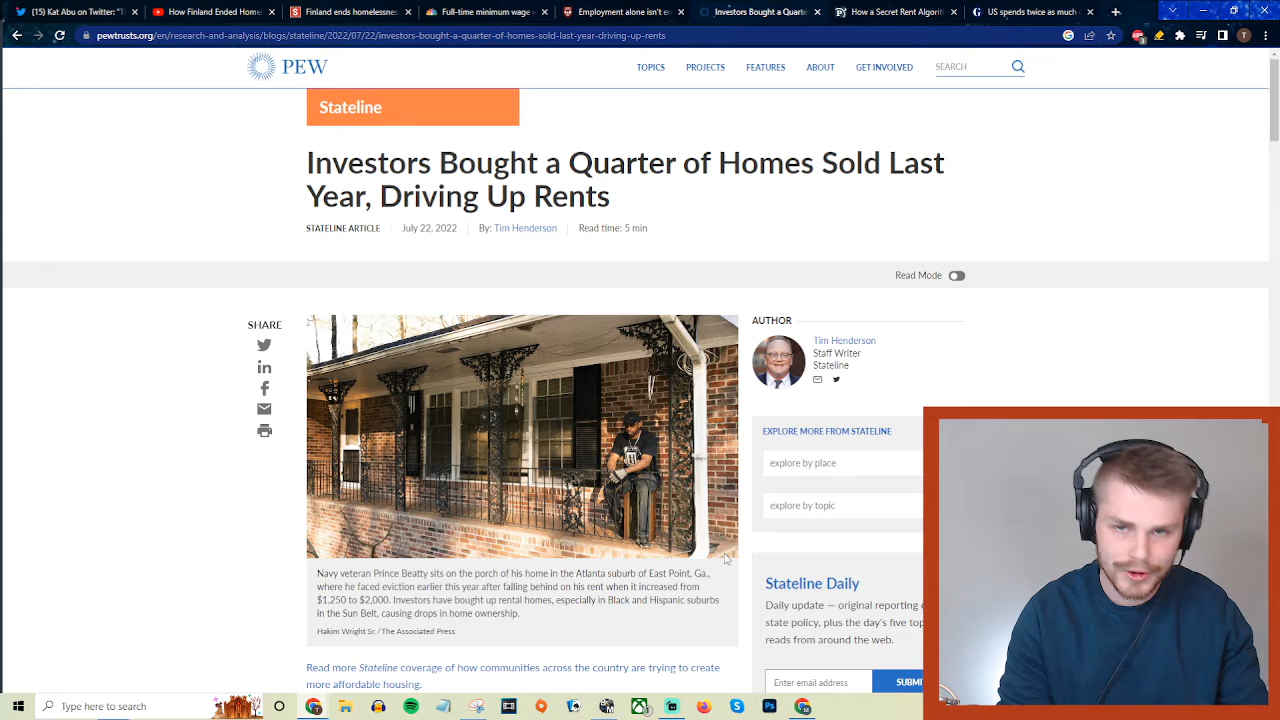 (15) Kat Abu on Twitter: "TI
How Finland Ended Home
Finland ends homelessnes
Full-time minimum wage w
Employment alone isn't en
Investors Bought a Quarte
How a Secret Rent Algorith
US spends twice as much o
pewtrusts.org/en/research-and-analysis/blogs/stateline/2022/07/22/investors-bought-a-quarter-of-homes-sold-last-year-driving-up-rents
PEW
TOPICS PROJECTS FEATURES ABOUT GET INVOLVED SEARCH
Stateline
Investors Bought a Quarter of Homes Sold Last
Year, Driving Up Rents
STATELINE ARTICLE July 22, 2022 By: Tim Henderson Read time: 5 min
Read Mode
SHARE
AUTHOR
Tim Henderson
Staff Writer
Stateline
EXPLORE MORE FROM STATELINE
explore by place
explore by topic
Navy veteran Prince Beatty sits on the porch of his home in the Atlanta suburb of East Point, Ga.,
where he faced eviction earlier this year after falling behind on his rent when it increased from
$1,250 to $2,000. Investors have bought up rental homes, especially in Black and Hispanic suburbs
in the Sun Belt, causing drops in home ownership.
Hakim Wright Sr. / The Associated Press
Stateline Daily
Daily update — original reporting
state policy, plus the day's five top
reads from around the web.
Enter email address SUBMI
Read more Stateline coverage of how communities across the country are trying to create
more affordable housing.
Type here to search